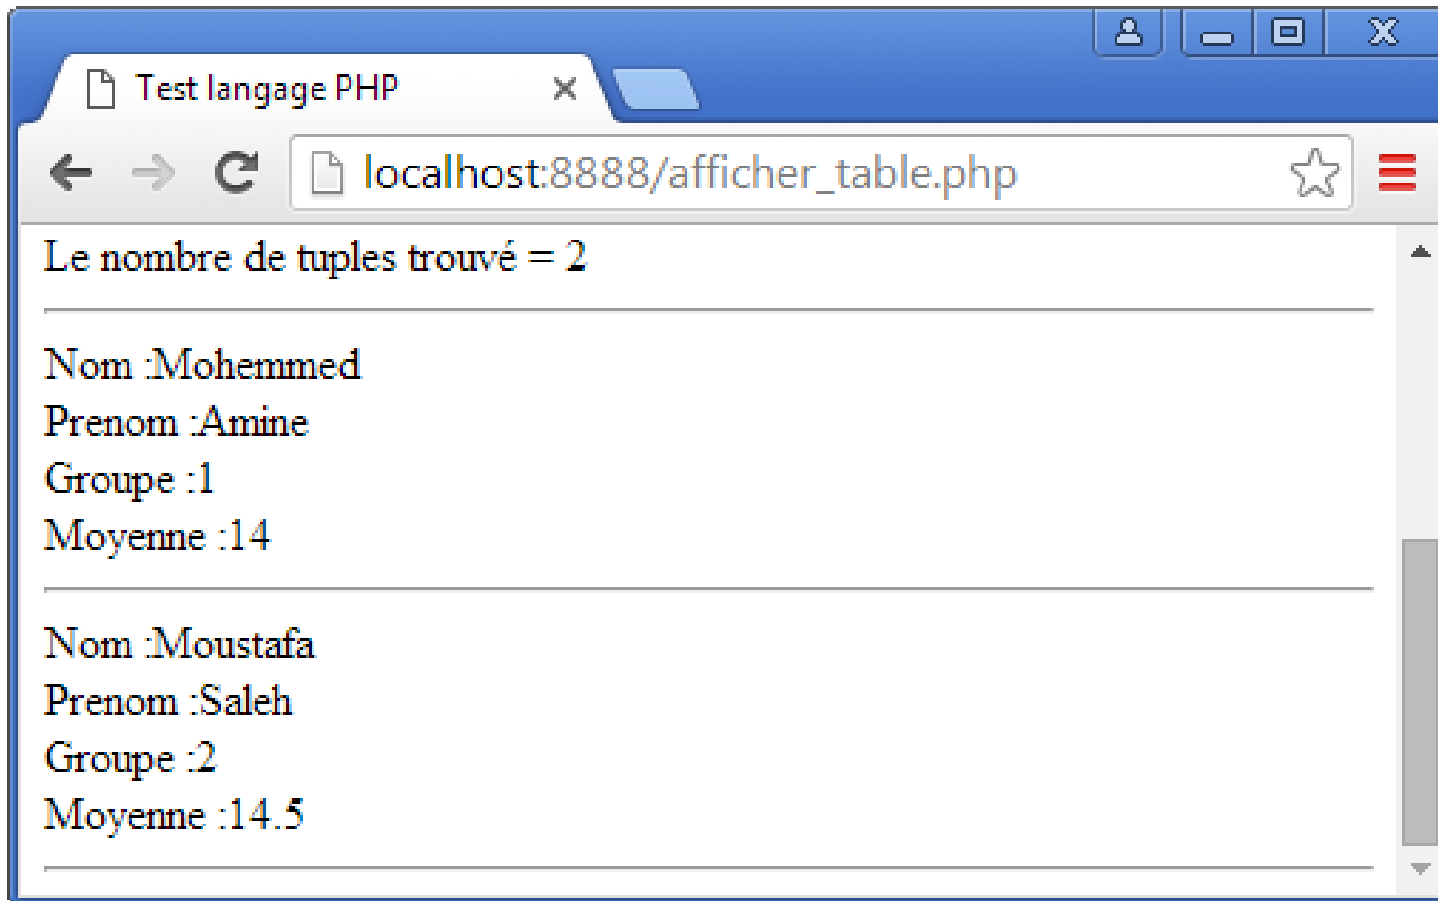 Test langage PHP
localhost:8888/afficher_table.php
Le nombre de tuples trouvé = 2
Nom :Mohemmed
Prenom :Amine
Groupe :1
Moyenne :14
Nom :Moustafa
Prenom :Saleh
Groupe :2
Moyenne :14.5